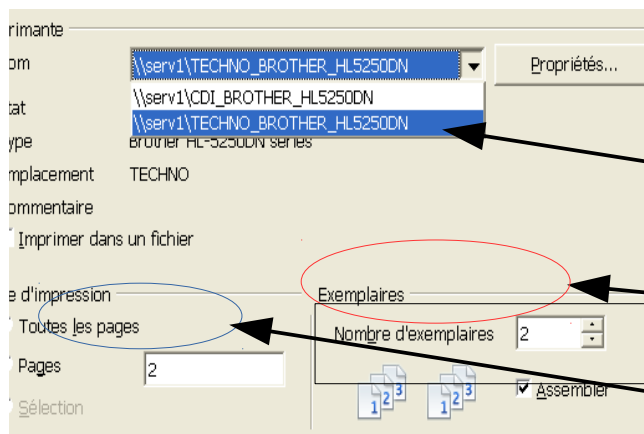 rimante
om
\\serv1\TECHNO_BROTHER_HL5250DN
Propriétés...
\\serv1\CDI_BROTHER_HL5250DN
tat
\\serv1\TECHNO_BROTHER_HL5250DN
ype
Brother HL-5250DN series
mplacement
TECHNO
ommentaire
Imprimer dans un fichier
e d'impression
Exemplaires
Toutes les pages
Nombre d'exemplaires
2
Pages
2
1 2 3
1 2 3
Assembler
Sélection